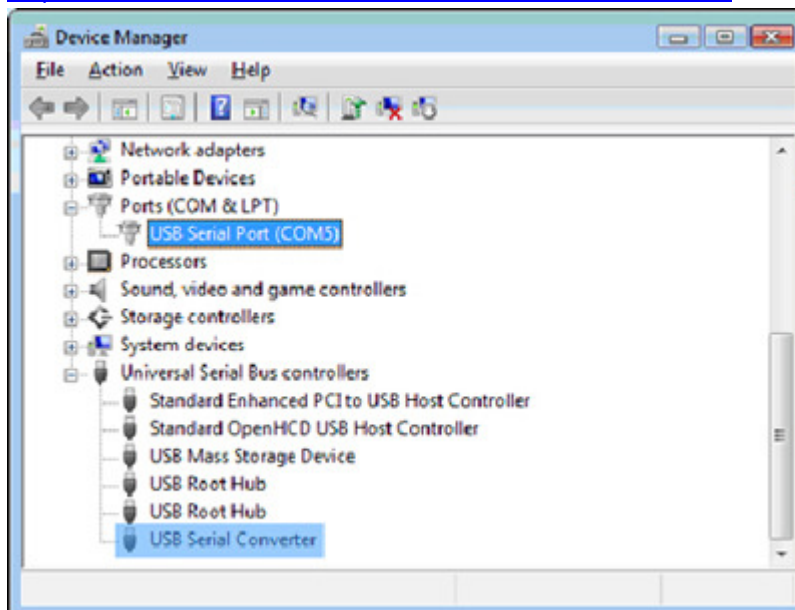 Device Manager
File Action View Help
Network adapters
Portable Devices
Ports (COM & LPT)
USB Serial Port (COM5)
Processors
Sound, video and game controllers
Storage controllers
System devices
Universal Serial Bus controllers
Standard Enhanced PCI to USB Host Controller
Standard OpenHCD USB Host Controller
USB Mass Storage Device
USB Root Hub
USB Root Hub
USB Serial Converter